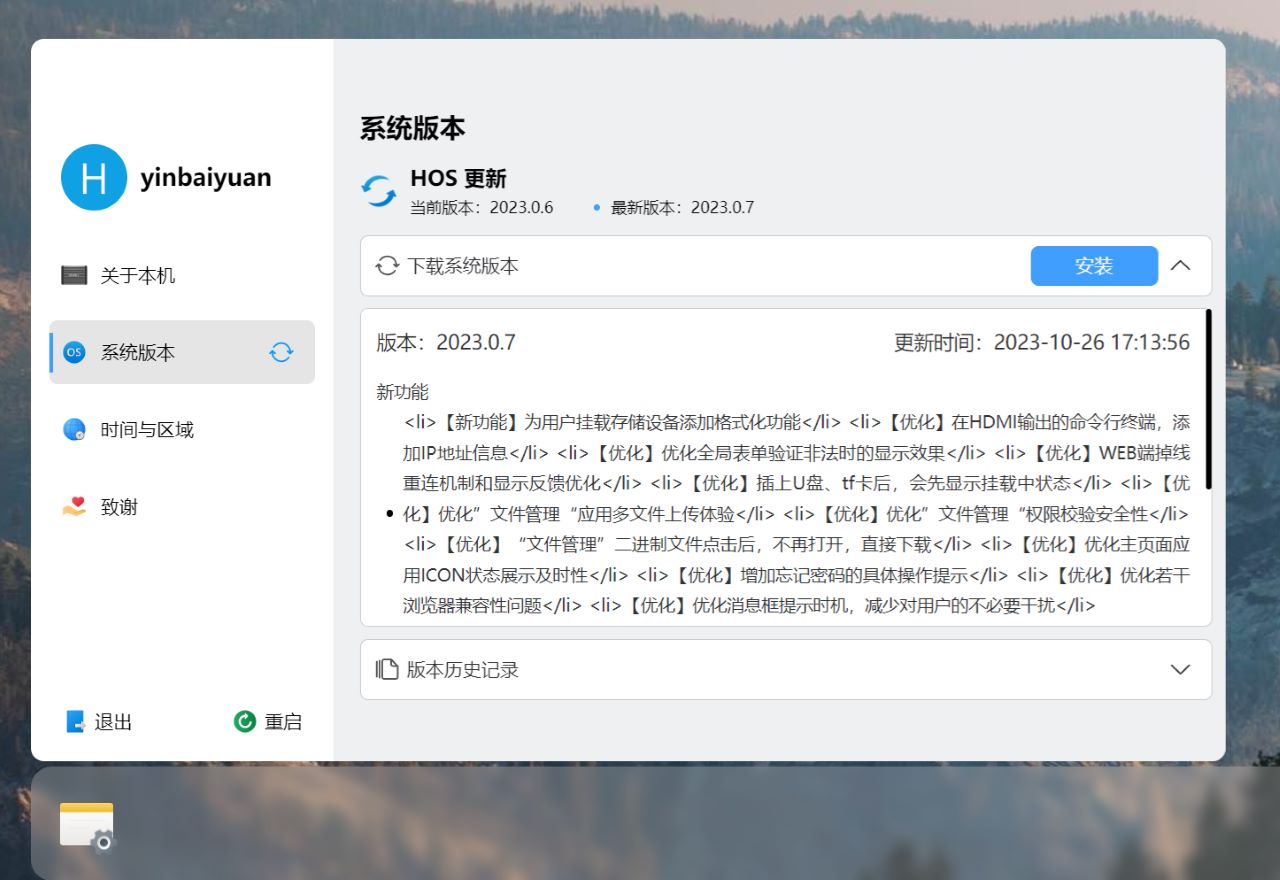 H
yinbaiyuan
关于本机
OS
系统版本
时间与区域
致谢
退出
重启
系统版本
HOS 更新
当前版本：2023.0.6
最新版本：2023.0.7
下载系统版本
安装
版本：2023.0.7
更新时间：2023-10-26 17:13:56
新功能
<li>【新功能】为用户挂载存储设备添加格式化功能</li> <li>【优化】在HDMI输出的命令行终端，添
加IP地址信息</li> <li>【优化】优化全局表单验证非法时的显示效果</li> <li>【优化】WEB端掉线
重连机制和显示反馈优化</li> <li>【优化】插上U盘、tf卡后，会先显示挂载中状态</li> <li>【优
化】优化”文件管理“应用多文件上传体验</li> <li>【优化】优化”文件管理“权限校验安全性</li>
<li>【优化】“文件管理”二进制文件点击后，不再打开，直接下载</li> <li>【优化】优化主页面应
用ICON状态展示及时性</li> <li>【优化】增加忘记密码的具体操作提示</li> <li>【优化】优化若干
浏览器兼容性问题</li> <li>【优化】优化消息框提示时机，减少对用户的不必要干扰</li>
版本历史记录